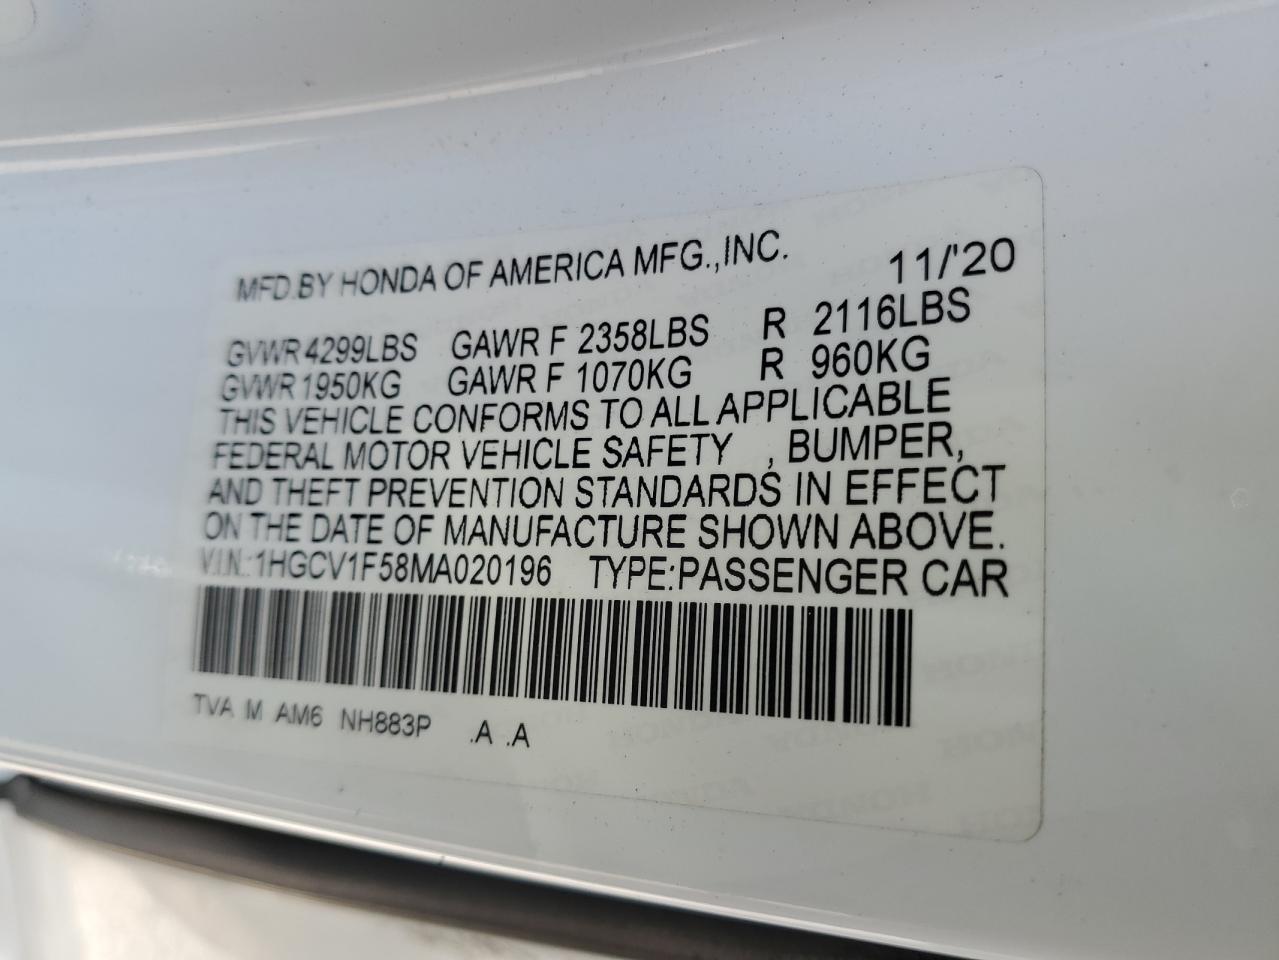 MFD.BY HONDA OF AMERICA MFG.,INC. 11/'20
GVWR 4299LBS GAWR F 2358LBS R 2116LBS
GVWR 1950KG GAWR F 1070KG R 960KG
THIS VEHICLE CONFORMS TO ALL APPLICABLE
FEDERAL MOTOR VEHICLE SAFETY , BUMPER,
AND THEFT PREVENTION STANDARDS IN EFFECT
ON THE DATE OF MANUFACTURE SHOWN ABOVE.
V.I.N.:1HGCV1F58MA020196 TYPE:PASSENGER CAR
TVA M AM6 NH883P .A .A